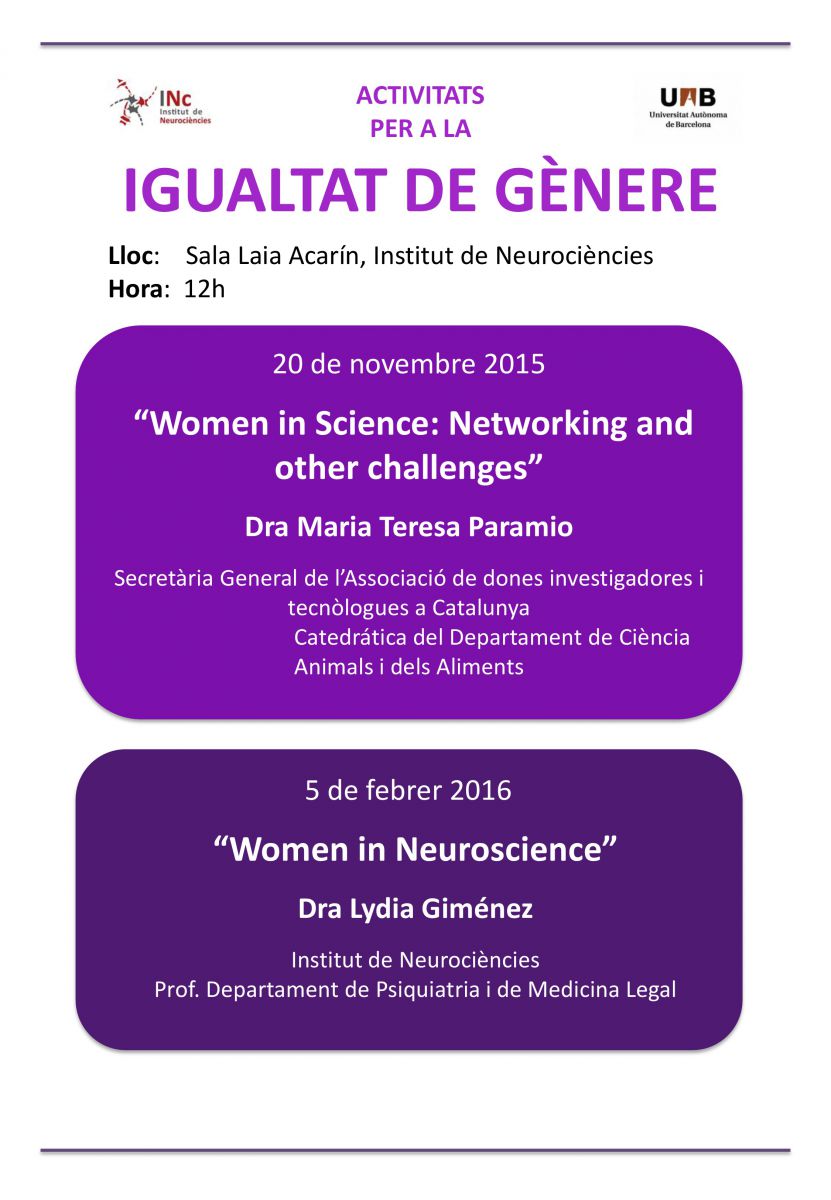 INc
Institut de
Neurociències
ACTIVITATS
PER A LA
UAB
Universitat Autònoma
de Barcelona
IGUALTAT DE GÈNERE
Lloc: Sala Laia Acarín, Institut de Neurociències
Hora: 12h
20 de novembre 2015
“Women in Science: Networking and
other challenges”
Dra Maria Teresa Paramio
Secretària General de l’Associació de dones investigadores i
tecnòlogues a Catalunya
Catedrática del Departament de Ciència
Animals i dels Aliments
5 de febrer 2016
“Women in Neuroscience”
Dra Lydia Giménez
Institut de Neurociències
Prof. Departament de Psiquiatria i de Medicina Legal